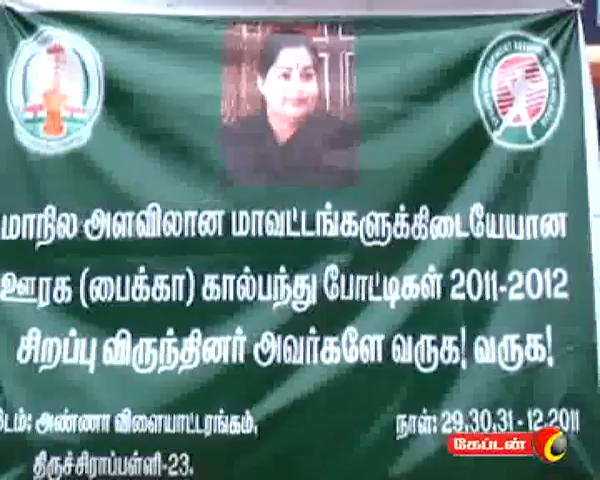 மாநில அளவிலான மாவட்டங்களுக்கிடையேயான
ஊரக (பைக்கா) கால்பந்து போட்டிகள் 2011-2012
சிறப்பு விருந்தினர் அவர்களே வருக! வருக!
அண்ணா விளையாட்டரங்கம், நாள்: 29,30,31-12.2011
திருச்சிராப்பள்ளி-23.
கேப்டன்